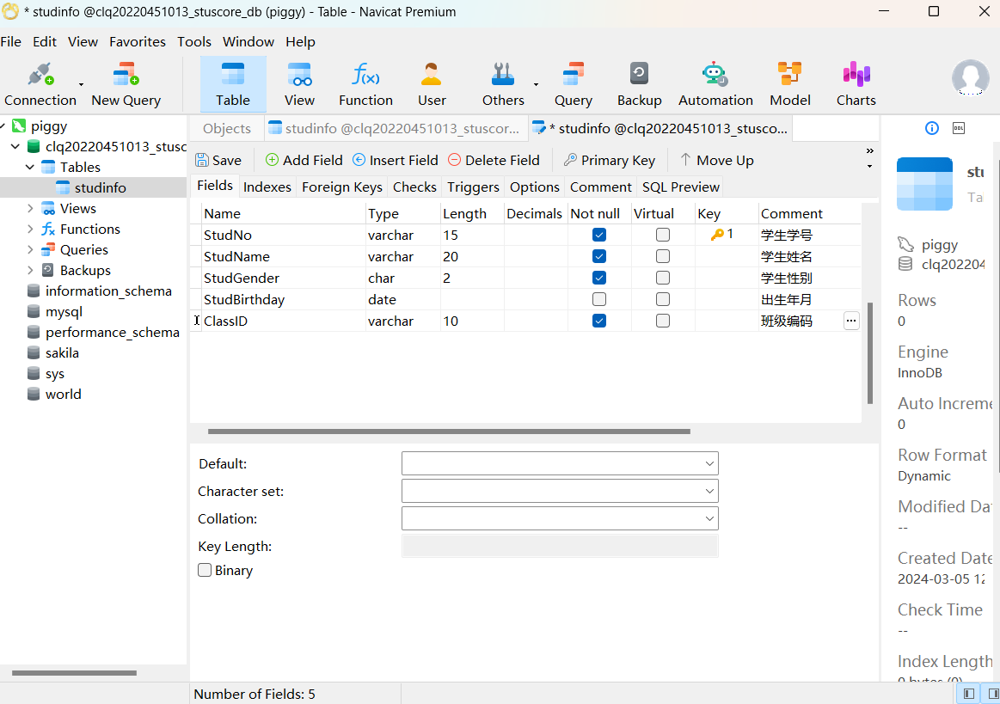 * studinfo @clq20220451013_stuscore_db (piggy) - Table - Navicat Premium
File Edit View Favorites Tools Window Help
Connection New Query Table View Function User Others Query Backup Automation Model Charts
piggy
clq20220451013_stusc
Tables
studinfo
Views
Functions
Queries
Backups
information_schema
mysql
performance_schema
sakila
sys
world
Objects studinfo @clq20220451013_stuscor... * studinfo @clq20220451013_stusco...
Save Add Field Insert Field Delete Field Primary Key Move Up »
Fields Indexes Foreign Keys Checks Triggers Options Comment SQL Preview
Name Type Length Decimals Not null Virtual Key Comment
StudNo varchar 15 1 学生学号
StudName varchar 20 学生姓名
StudGender char 2 学生性别
StudBirthday date 出生年月
ClassID varchar 10 班级编码 ...
Default:
Character set:
Collation:
Key Length:
Binary
DDL
stu
Ta
piggy
clq202204
Rows
0
Engine
InnoDB
Auto Increme
0
Row Format
Dynamic
Modified Da
--
Created Date
2024-03-05 12
Check Time
--
Index Length
0 bytes (0)
Number of Fields: 5